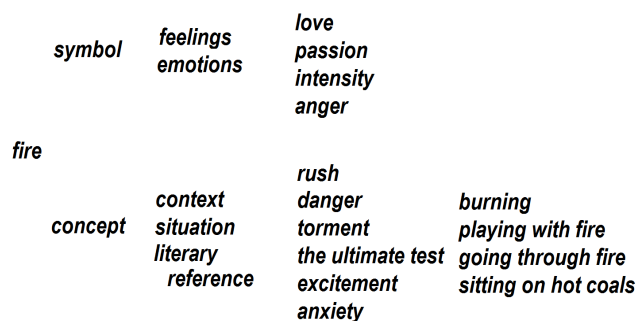 symbol
feelings
emotions
love
passion
intensity
anger
fire
concept
context
situation
literary
reference
rush
danger
torment
the ultimate test
excitement
anxiety
burning
playing with fire
going through fire
sitting on hot coals